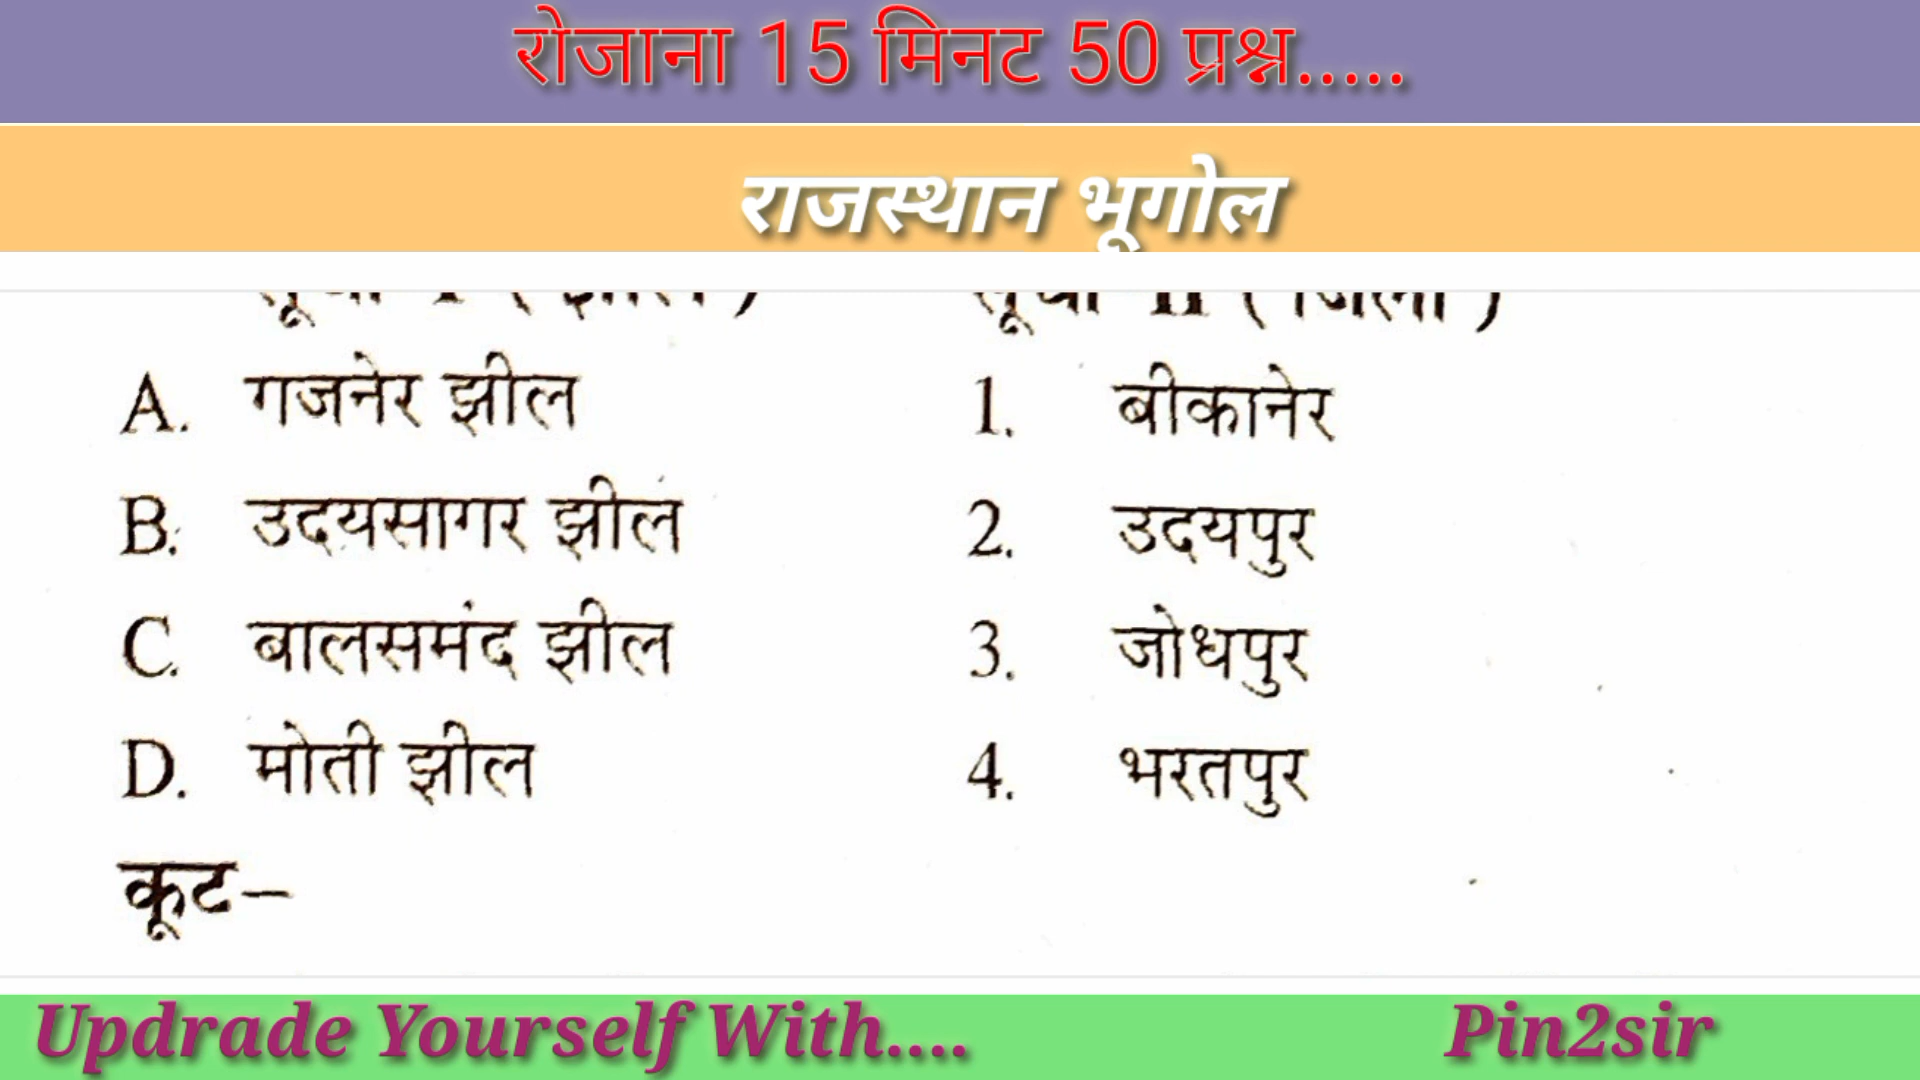 रोजाना 15 मिनट 50 प्रश्न.....
राजस्थान भूगोल
सूची I ( झील ) सूची II ( जिला )
A. गजनेर झील 1. बीकानेर
B. उदयसागर झील 2. उदयपुर
C. बालसमंद झील 3. जोधपुर
D. मोती झील 4. भरतपुर
कूट–
Updrade Yourself With.... Pin2sir